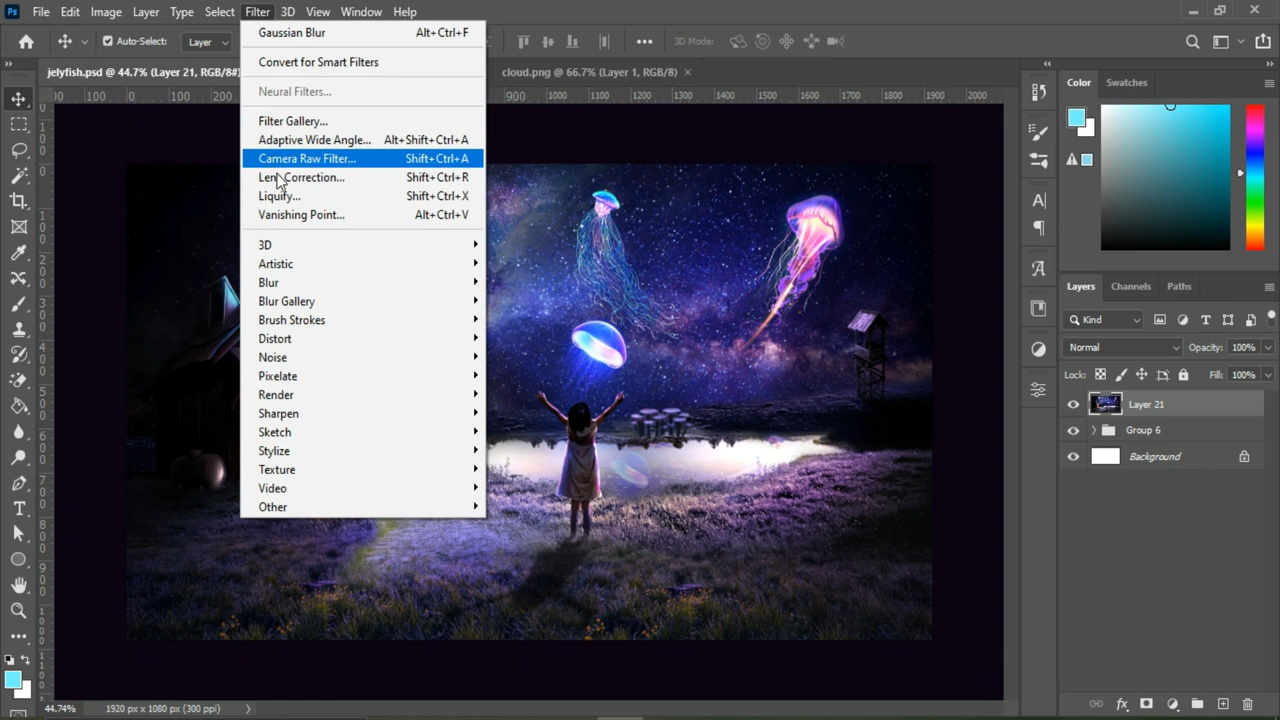 Ps File Edit Image Layer Type Select Filter 3D View Window Help
Auto-Select: Layer 3D Mode:
jelyfish.psd @ 44.7% (Layer 21, RGB/8#) cloud.png @ 66.7% (Layer 1, RGB/8)
100 0 100 200 900 1000 1100 1200 1300 1400 1500 1600 1700 1800 1900 2000
Gaussian Blur Alt+Ctrl+F
Convert for Smart Filters
Neural Filters...
Filter Gallery...
Adaptive Wide Angle... Alt+Shift+Ctrl+A
Camera Raw Filter... Shift+Ctrl+A
Lens Correction... Shift+Ctrl+R
Liquify... Shift+Ctrl+X
Vanishing Point... Alt+Ctrl+V
3D
Artistic
Blur
Blur Gallery
Brush Strokes
Distort
Noise
Pixelate
Render
Sharpen
Sketch
Stylize
Texture
Video
Other
Color Swatches
Layers Channels Paths
Kind
Normal Opacity: 100%
Lock: Fill: 100%
Layer 21
Group 6
Background
44.74% 1920 px x 1080 px (300 ppi)